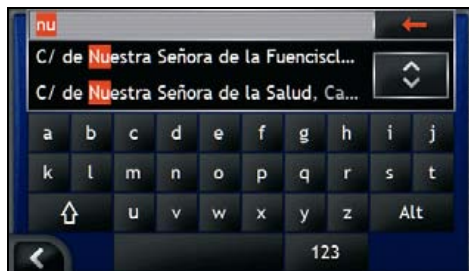 nu
C/ de Nuestra Señora de la Fuenciscl...
C/ de Nuestra Señora de la Salud, Ca...
a b c d e f g h i j
k l m n o p q r s t
u v w x y z Alt
123